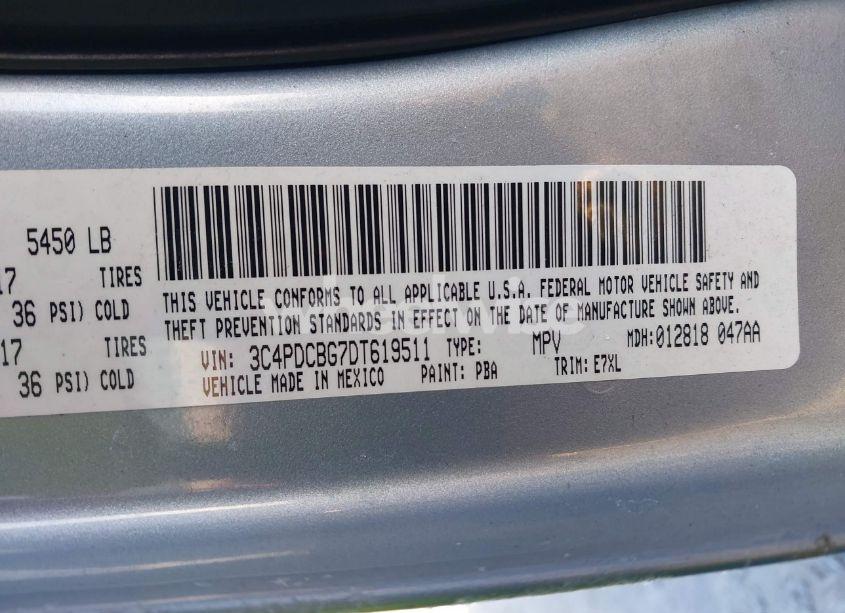 5450 LB
17 TIRES
36 PSI) COLD
17 TIRES
36 PSI) COLD
THIS VEHICLE CONFORMS TO ALL APPLICABLE U.S.A. FEDERAL MOTOR VEHICLE SAFETY AND
THEFT PREVENTION STANDARDS IN EFFECT ON THE DATE OF MANUFACTURE SHOWN ABOVE.
VIN: 3C4PDCBG7DT619511 TYPE: MPV MDH:012818 047AA
VEHICLE MADE IN MEXICO PAINT: PBA TRIM: E7XL